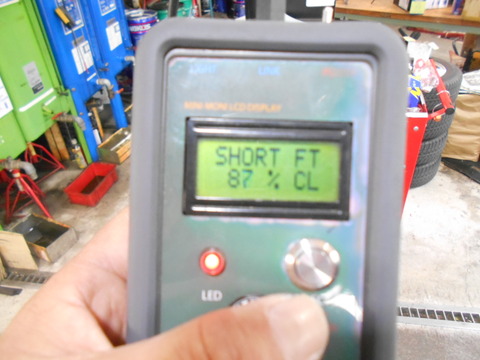 MINI-MONI LCD DISPLAY
SHORT FT
87 % CL
LED